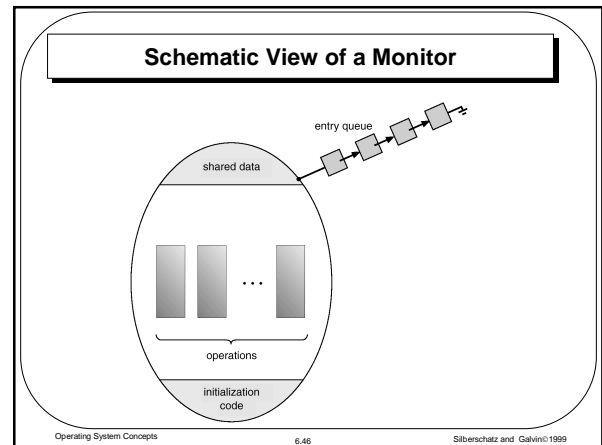 Schematic View of a Monitor
entry queue
shared data
...
operations
initialization
code
Operating System Concepts
6.46
Silberschatz and Galvin©1999